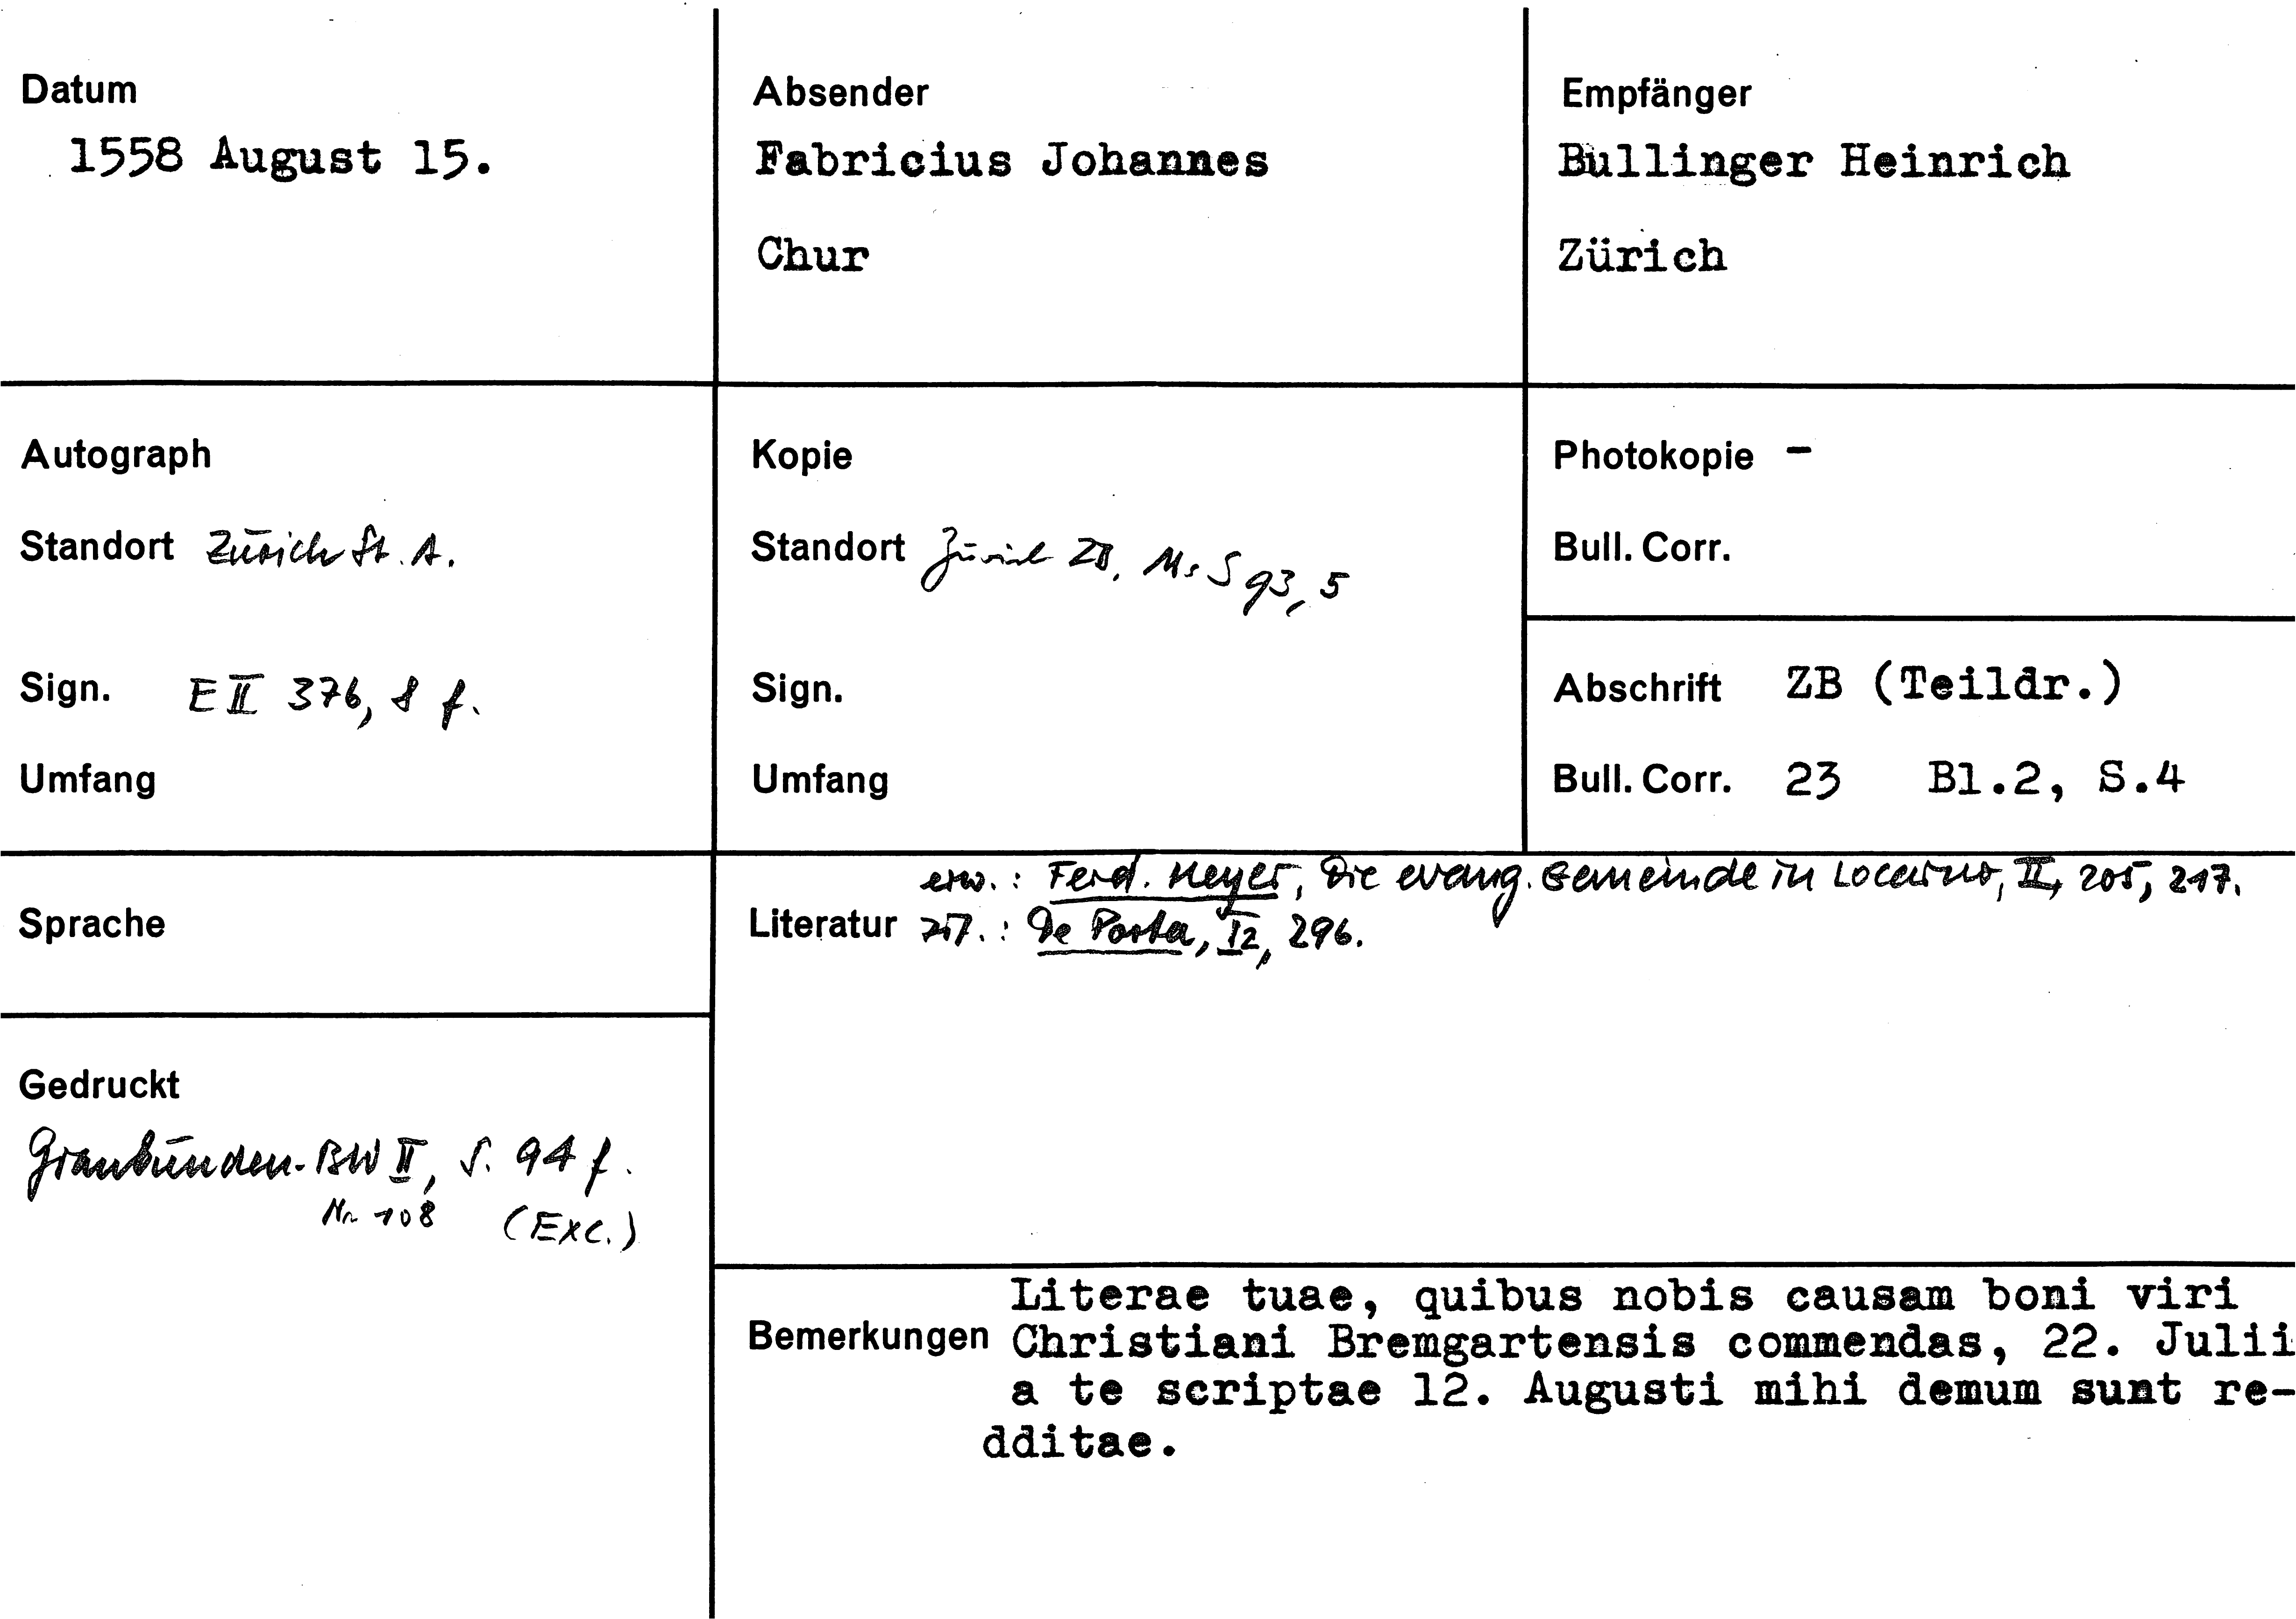 Datum
1558 August 15.
Absender
Fabricius Johannes
Chur
Empfänger
Bullinger Heinrich
Zürich
Autograph
Standort Zürich St. A.
Sign. E II 376, 8 f.
Umfang
Kopie
Standort Zürich ZB, Ms S 93, 5
Sign.
Umfang
Photokopie –
Bull. Corr.
Abschrift ZB (Teildr.)
Bull. Corr. 23 Bl.2, S.4
Sprache
erw.: Ferd. Meyer, Die evang. Gemeinde in Locarno, II, 205, 217.
Literatur zit.: De Porta, I2, 296.
Gedruckt
Graubünden-BW II, S. 94 f.
Nr 108 (Exc.)
Literae tuae, quibus nobis causam boni viri
Bemerkungen Christiani Bremgartensis commendas, 22. Julii
a te scriptae 12. Augusti mihi demum sunt re-
dditae.